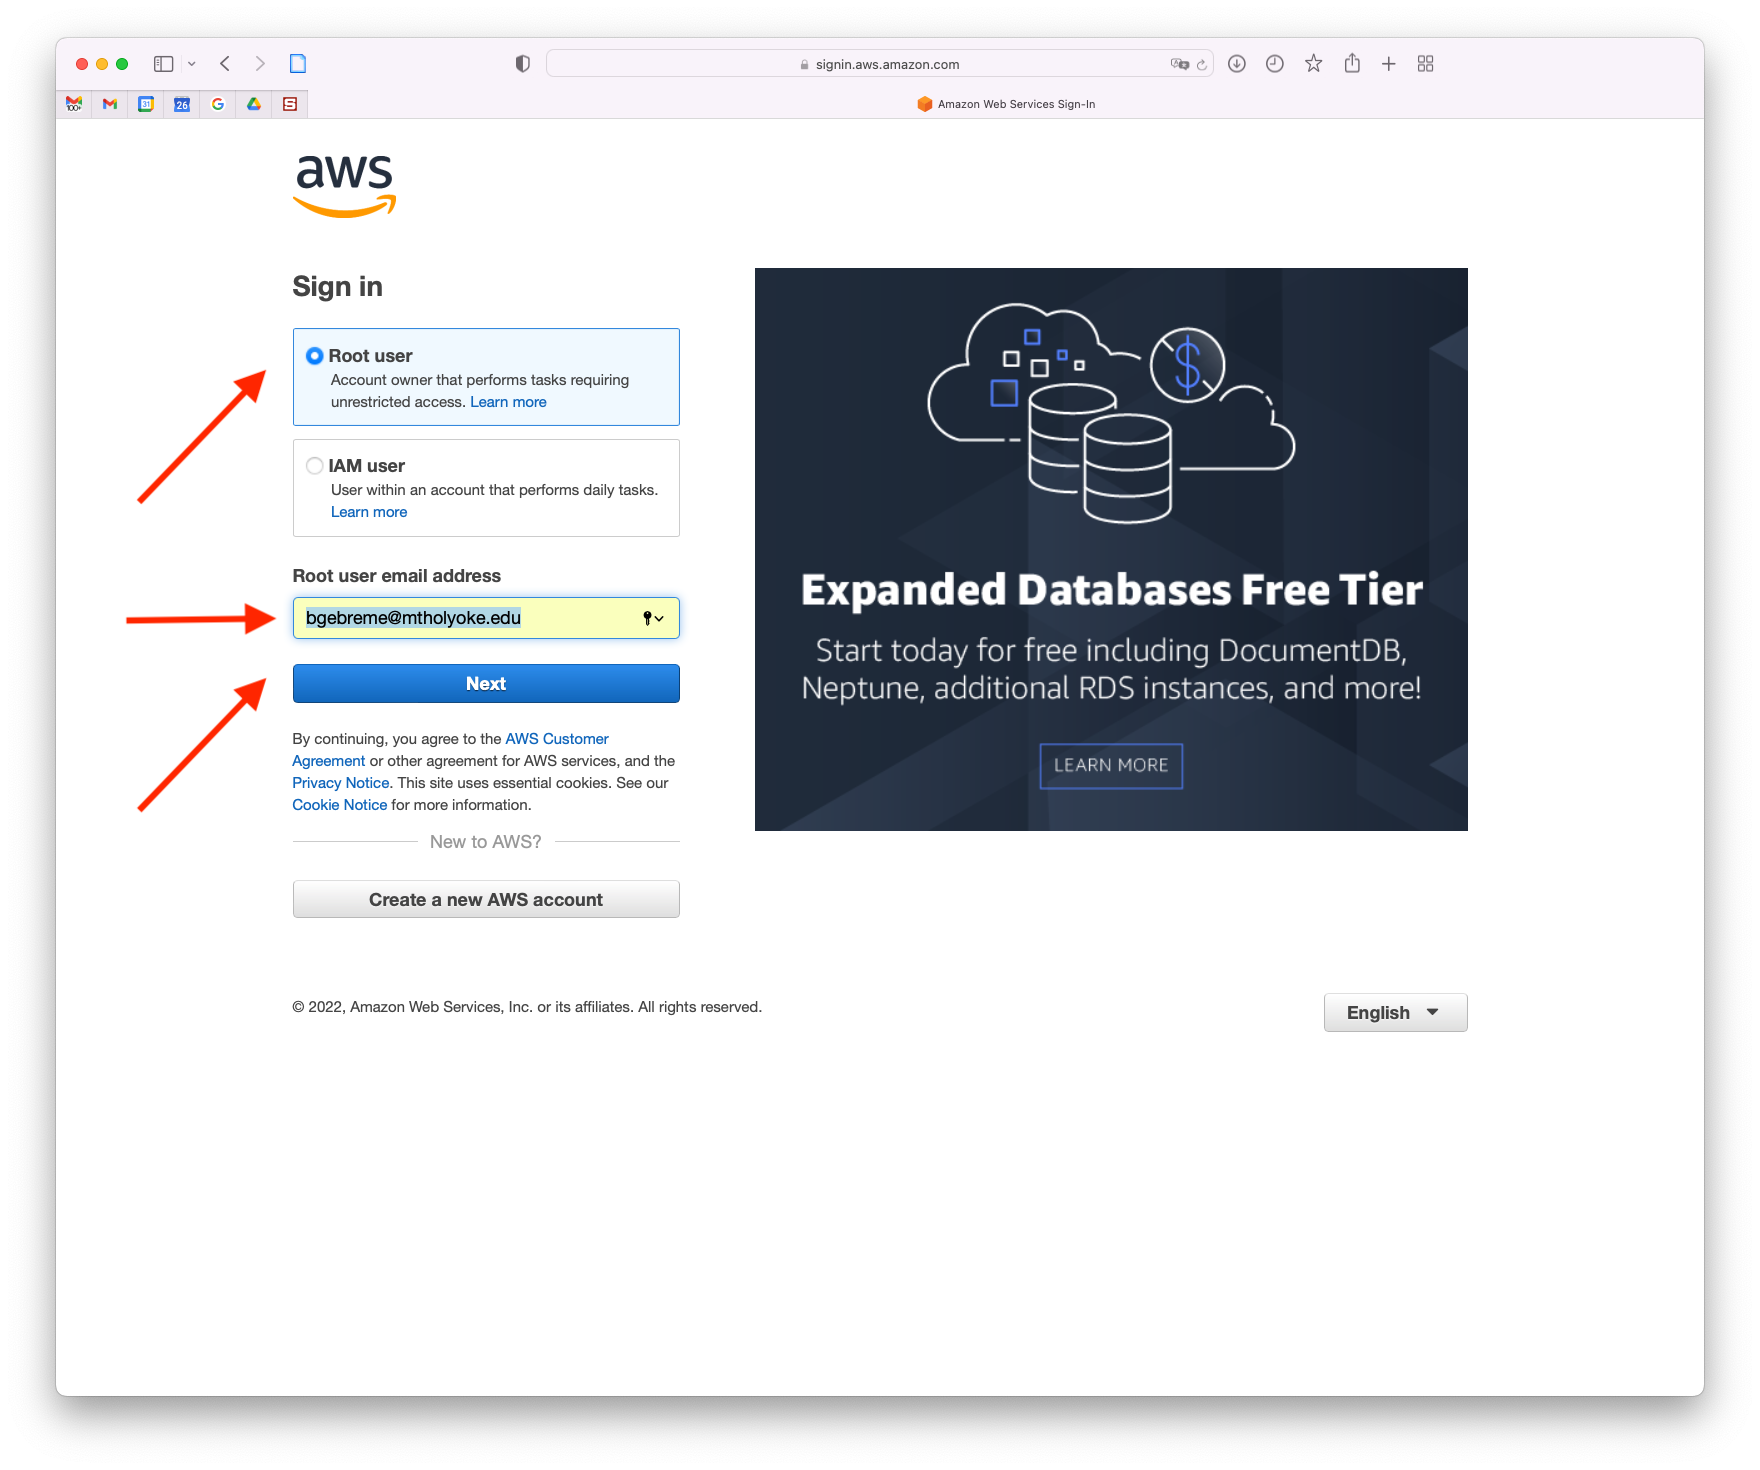 signin.aws.amazon.com
100+
31
26
Amazon Web Services Sign-In
aws
Sign in
Root user
Account owner that performs tasks requiring
unrestricted access. Learn more
IAM user
User within an account that performs daily tasks.
Learn more
Root user email address
bgebreme@mtholyoke.edu
Next
By continuing, you agree to the AWS Customer
Agreement or other agreement for AWS services, and the
Privacy Notice. This site uses essential cookies. See our
Cookie Notice for more information.
New to AWS?
Create a new AWS account
Expanded Databases Free Tier
Start today for free including DocumentDB,
Neptune, additional RDS instances, and more!
LEARN MORE
© 2022, Amazon Web Services, Inc. or its affiliates. All rights reserved.
English